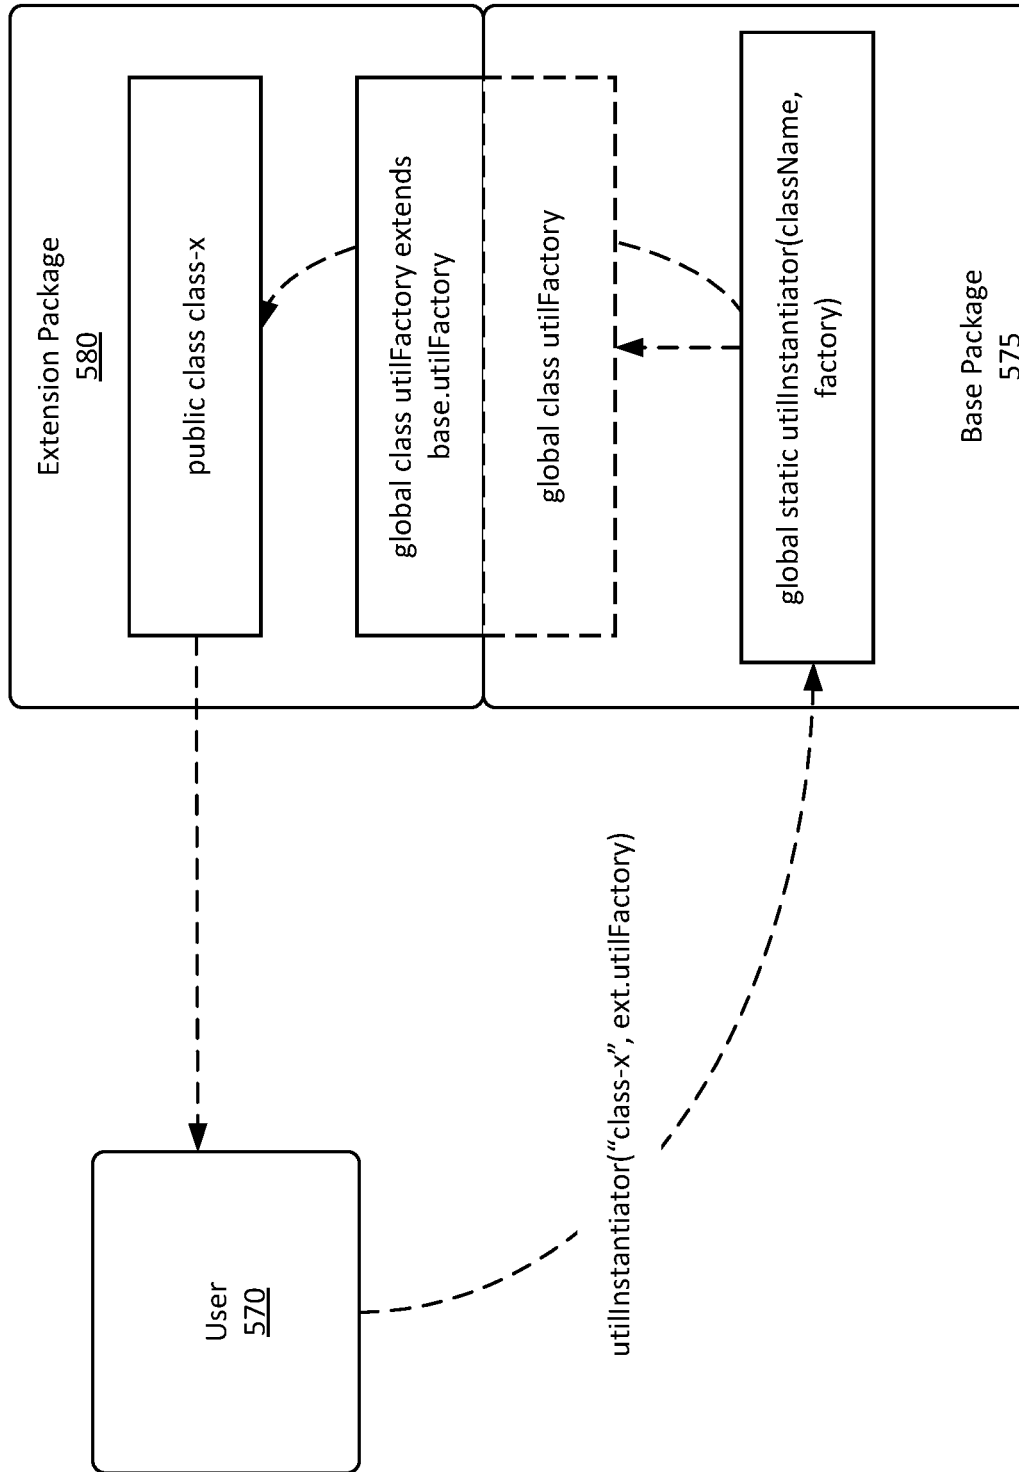 Extension Package
580
public class class-x
User
570
global class utilFactory extends
base.utilFactory
global class utilFactory
utilInstantiator(“class-x”, ext.utilFactory)
global static utilInstantiator(className,
factory)
Base Package
575